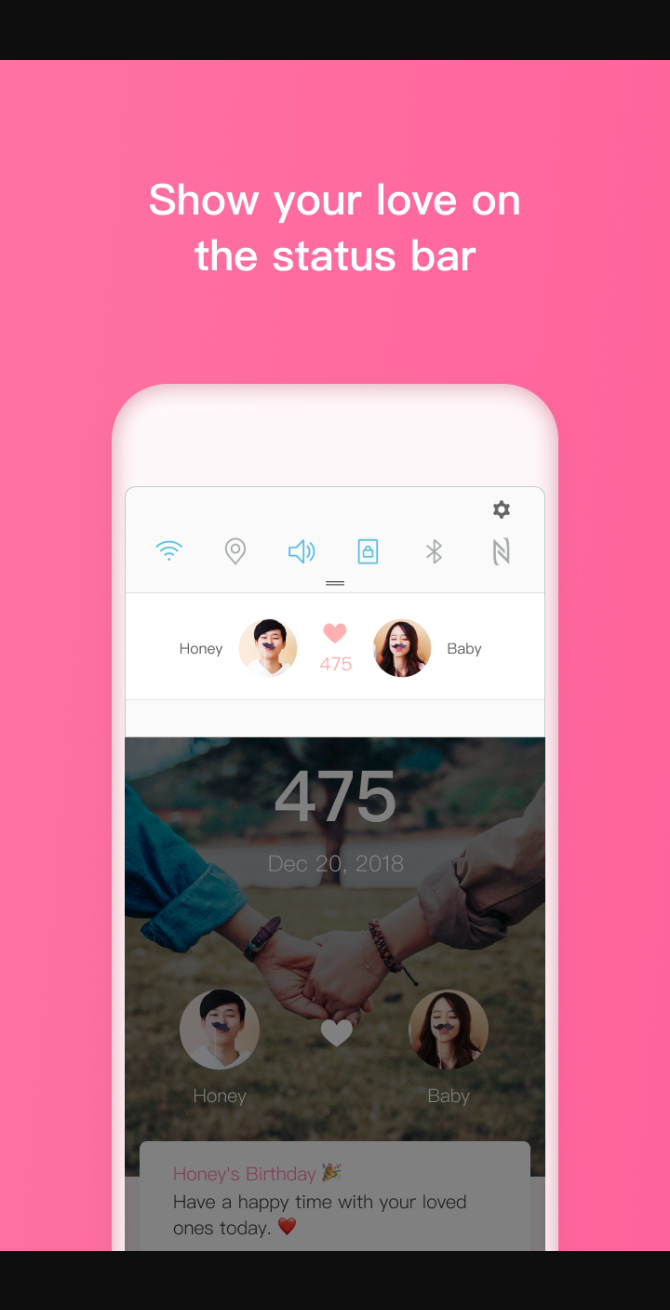 Show your love on
the status bar
Honey
475
Baby
475
Dec 20, 2018
Honey
Baby
Honey's Birthday 🎉
Have a happy time with your loved
ones today. ❤️